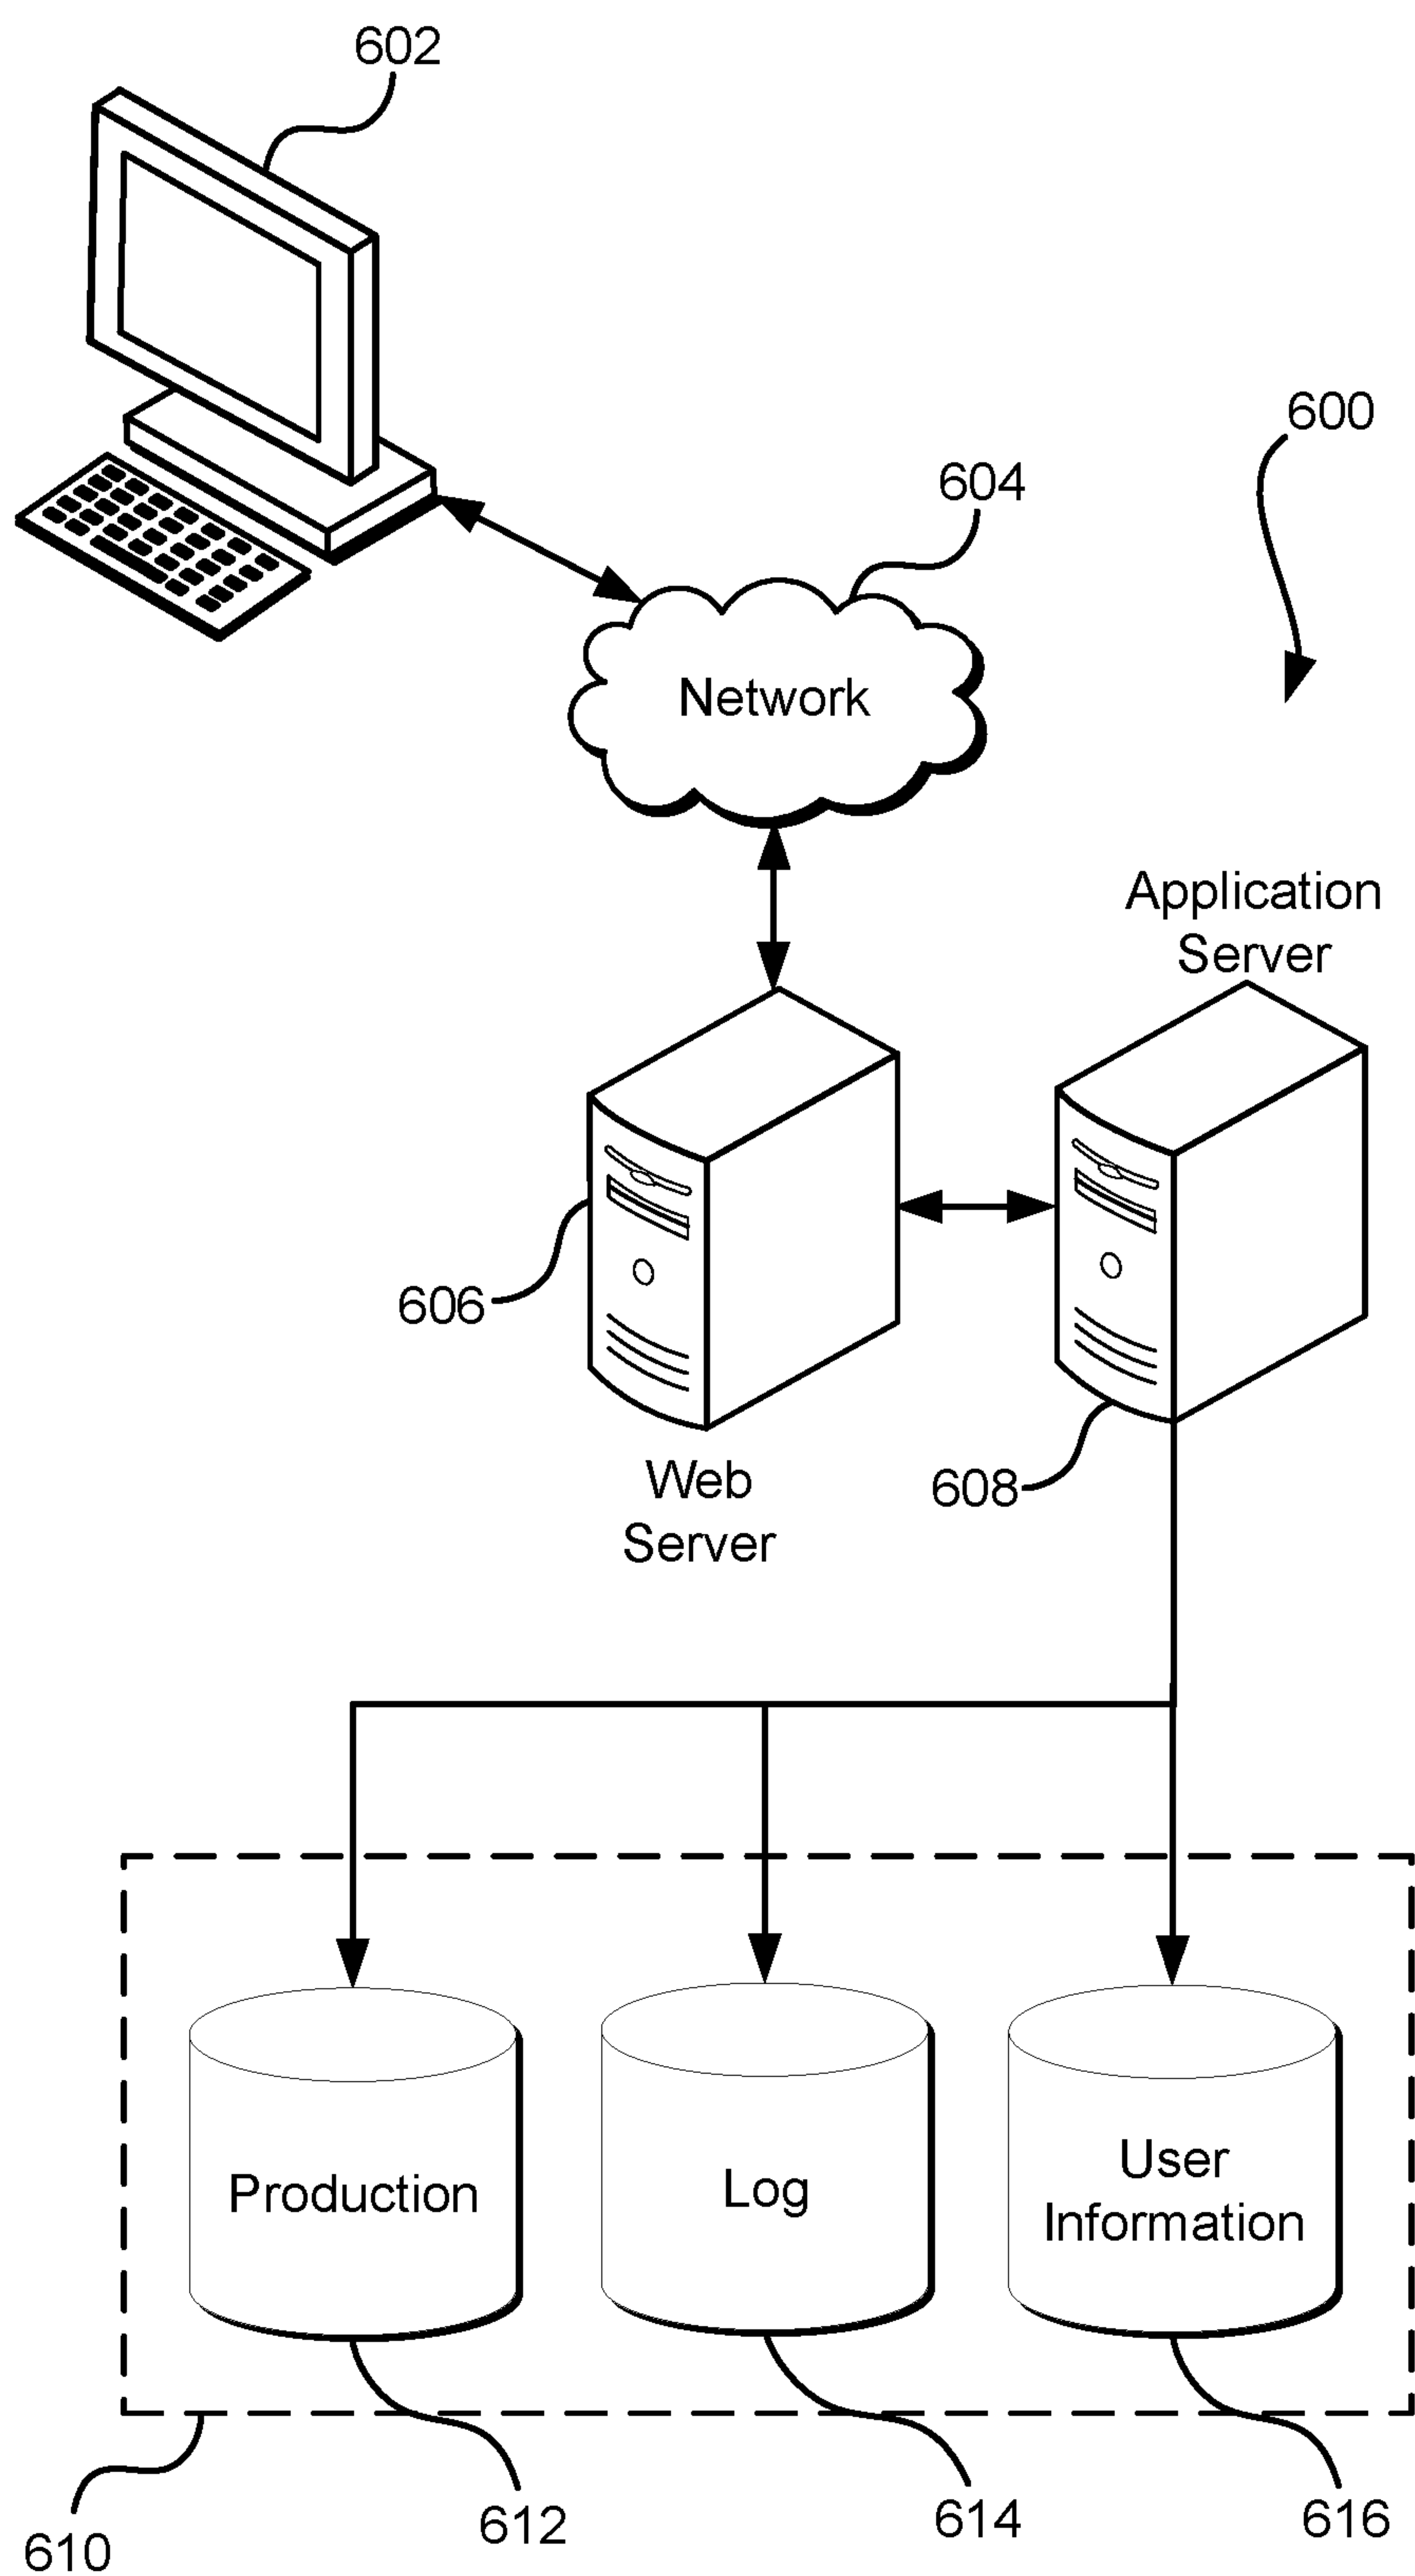 602
600
604
Network
Application
Server
606
Web
Server
608
Production
Log
User
Information
610
612
614
616